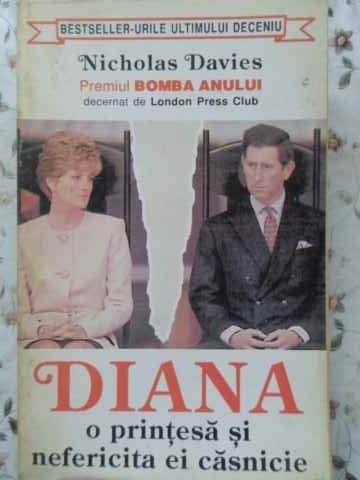 BESTSELLER-URILE ULTIMULUI DECENIU
Nicholas Davies
Premiul BOMBA ANULUI
decernat de London Press Club
DIANA
o prințesă și
nefericita ei căsnicie